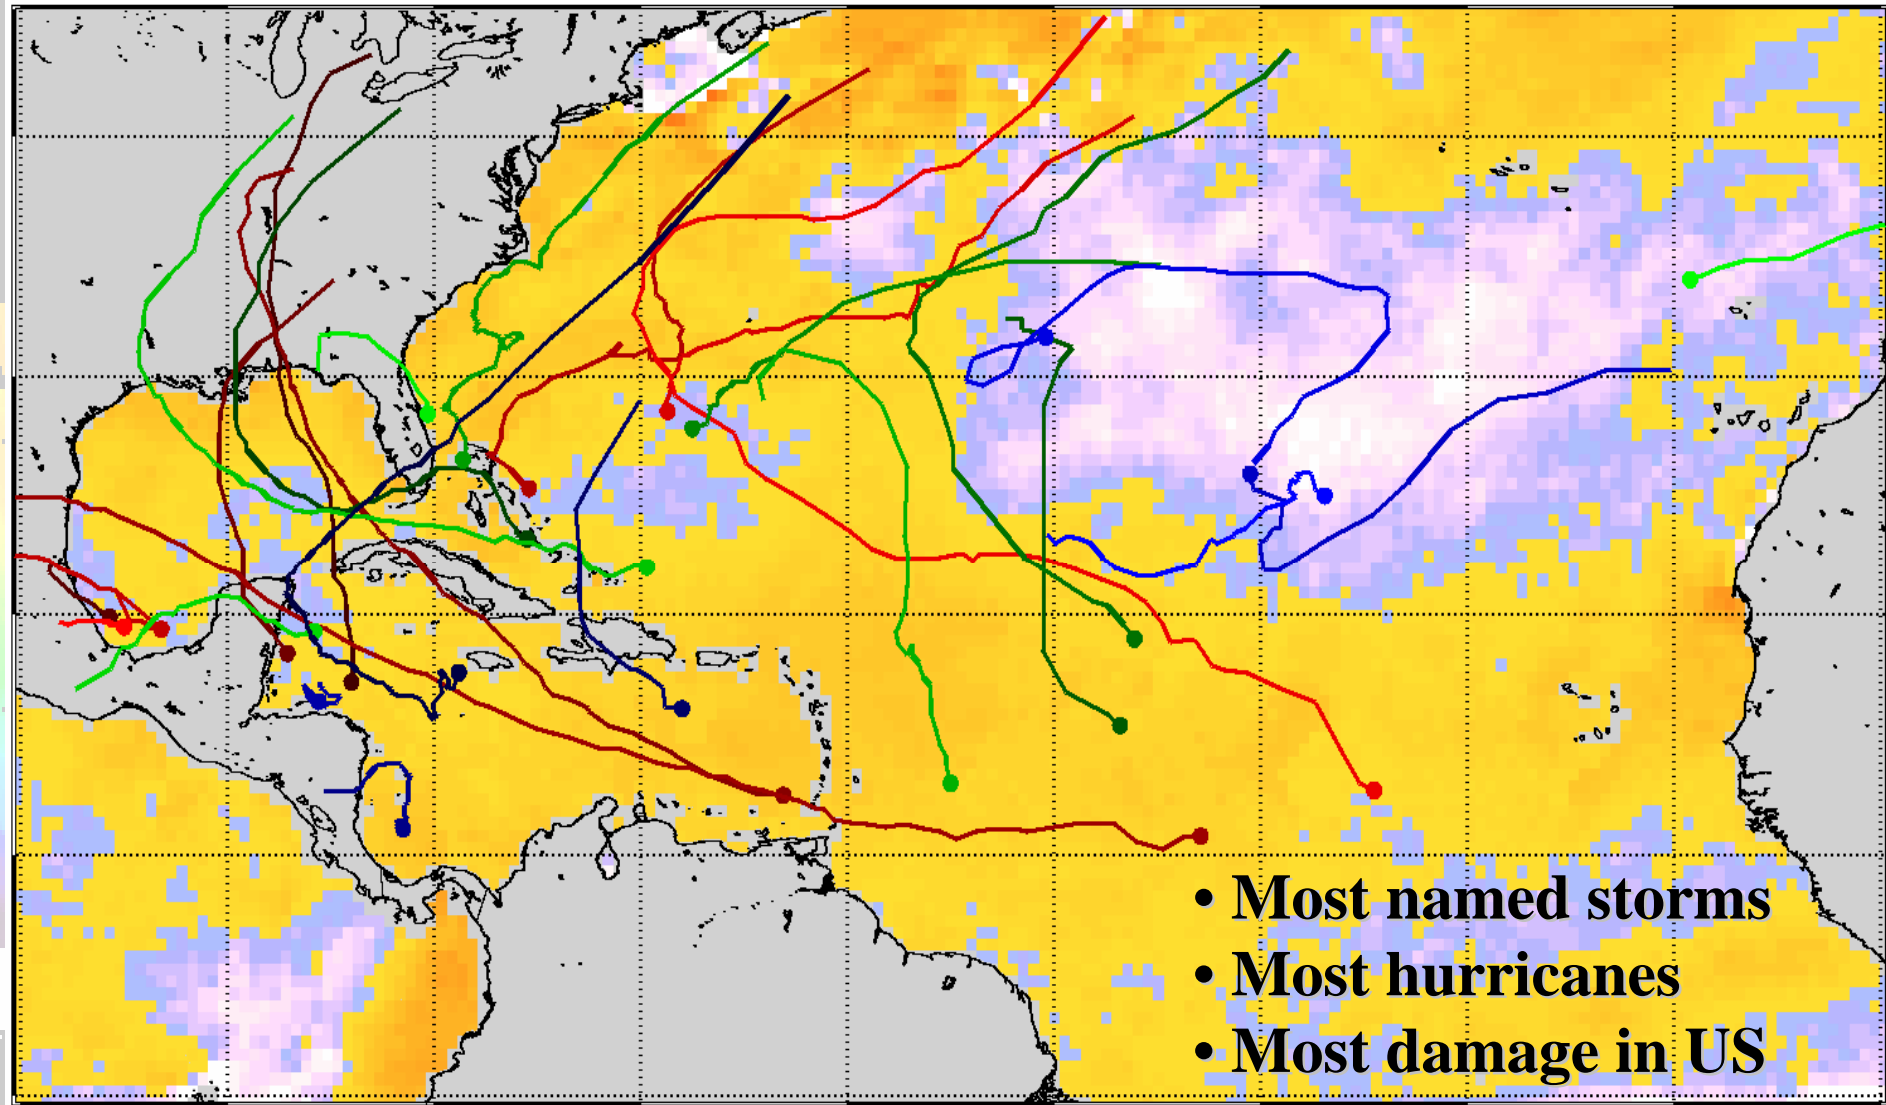 • Most named storms
• Most hurricanes
• Most damage in US